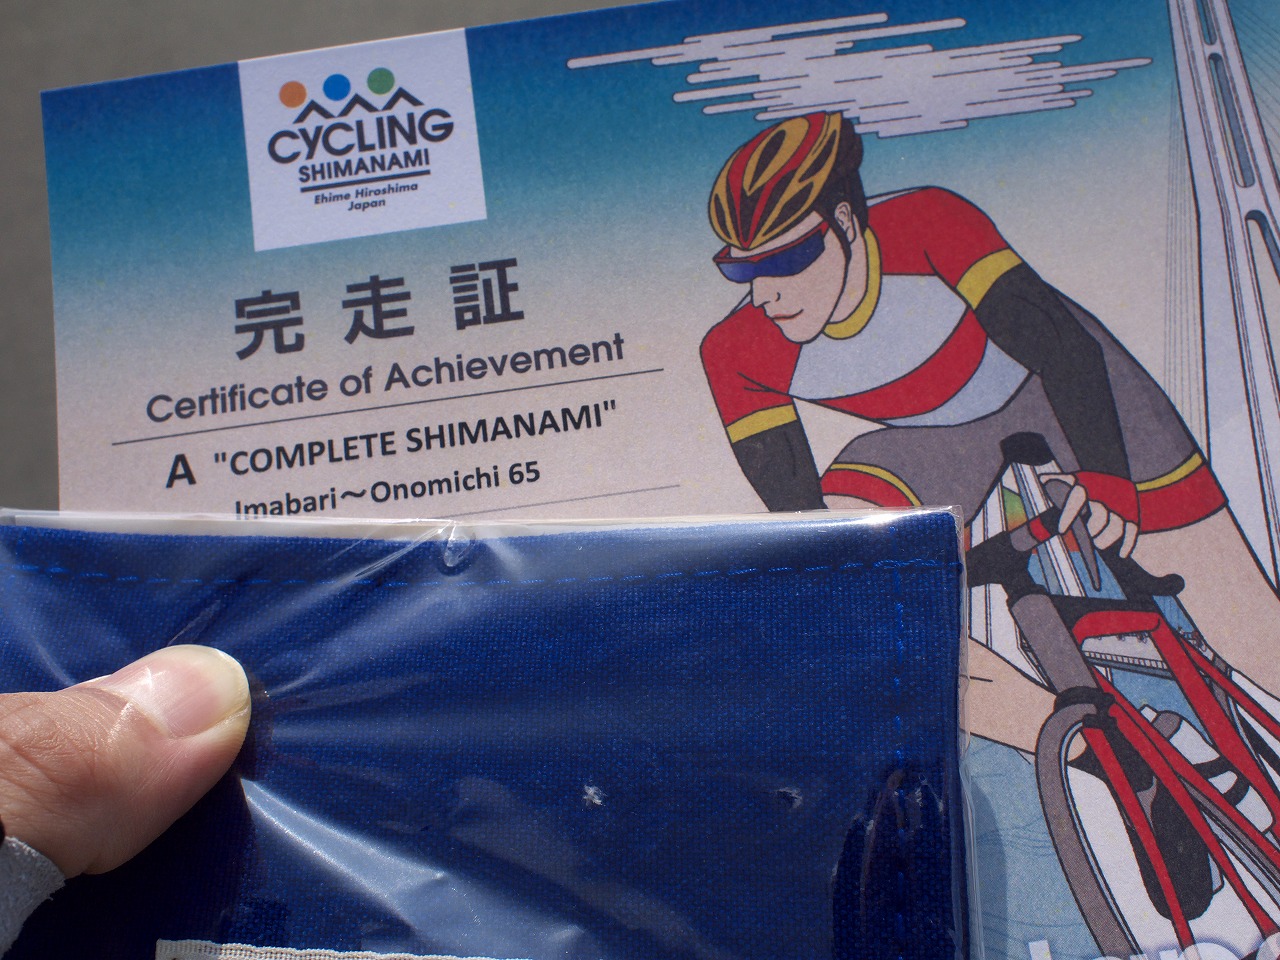 CYCLING
SHIMANAMI
Ehime Hiroshima
Japan
完走証
Certificate of Achievement
A "COMPLETE SHIMANAMI"
Imabari～Onomichi 65